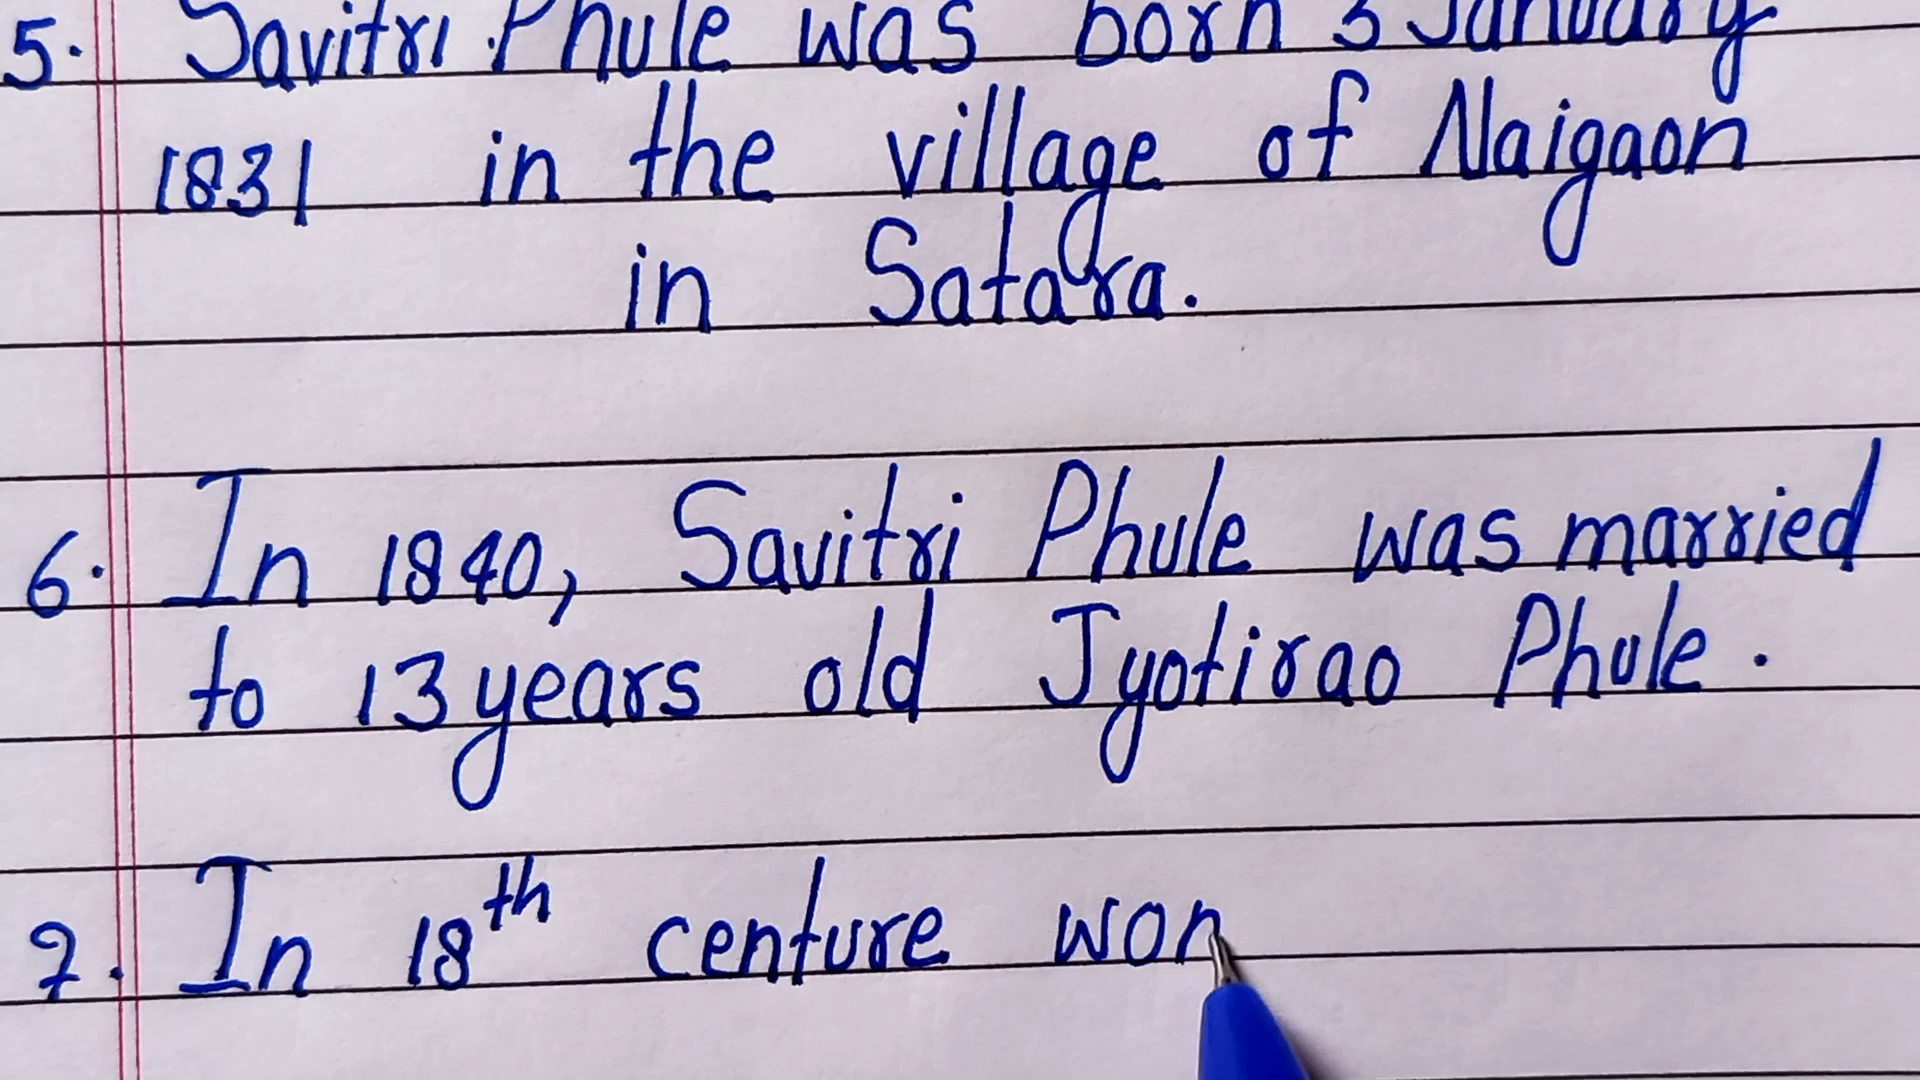 5. Savitri Phule was born 3 January
1831 in the village of Naigaon
in Satara.
6. In 1840, Savitri Phule was married
to 13 years old Jyotirao Phule.
7. In 18th centure